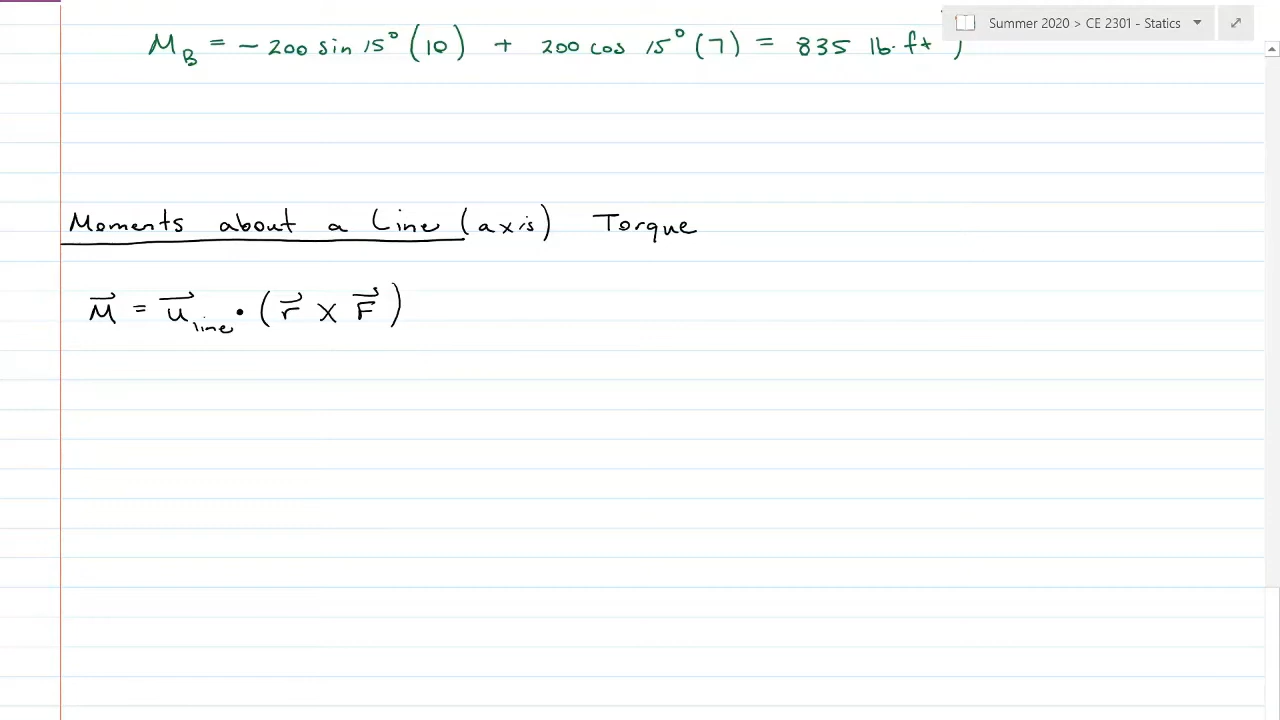 Summer 2020 > CE 2301 - Statics
M_B = - 200 sin 15° (10) + 200 cos 15° (7) = 835 lb·ft
Moments about a Line (axis) Torque
M⃗ = u⃗_line · (r⃗ × F⃗)